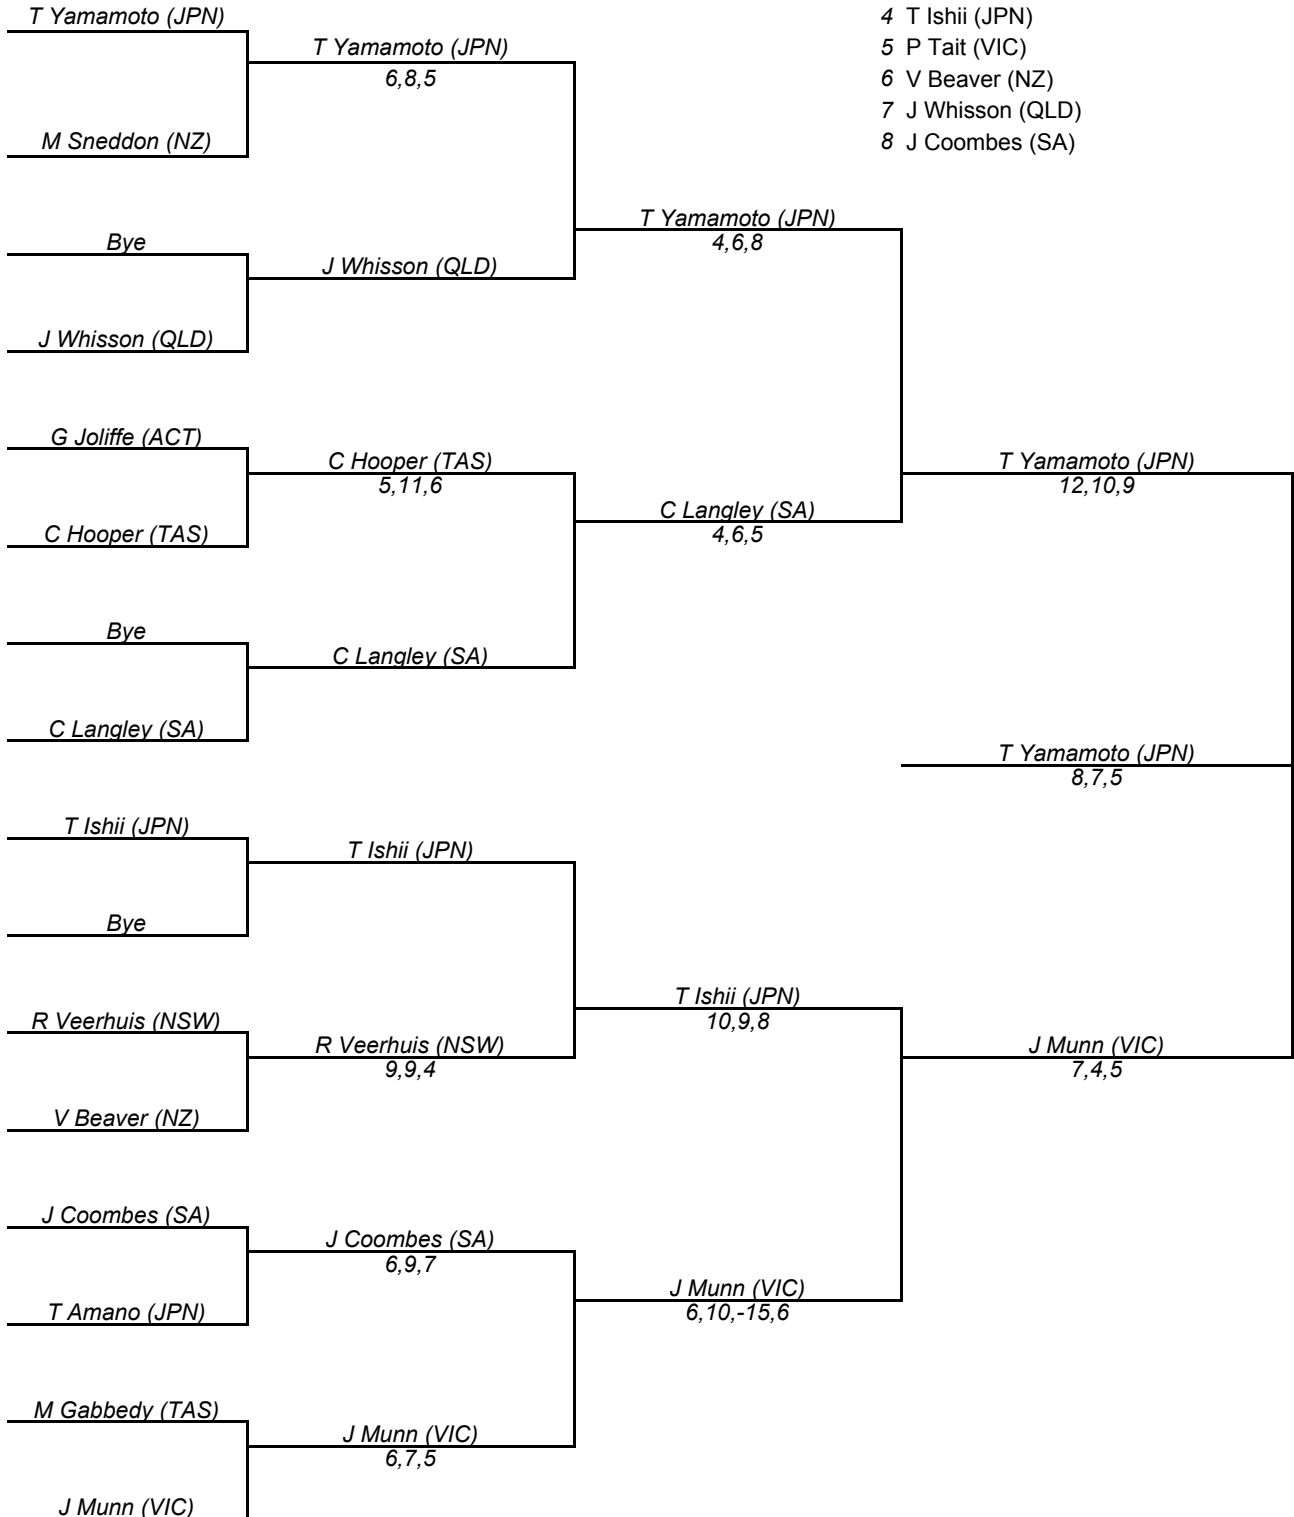 T Yamamoto (JPN)
M Sneddon (NZ)
Bye
J Whisson (QLD)
G Joliffe (ACT)
C Hooper (TAS)
Bye
C Langley (SA)
T Ishii (JPN)
Bye
R Veerhuis (NSW)
V Beaver (NZ)
J Coombes (SA)
T Amano (JPN)
M Gabbedy (TAS)
J Munn (VIC)
T Yamamoto (JPN)
6,8,5
J Whisson (QLD)
C Hooper (TAS)
5,11,6
C Langley (SA)
T Ishii (JPN)
R Veerhuis (NSW)
9,9,4
J Coombes (SA)
6,9,7
J Munn (VIC)
6,7,5
T Yamamoto (JPN)
4,6,8
C Langley (SA)
4,6,5
T Ishii (JPN)
10,9,8
J Munn (VIC)
6,10,-15,6
4 T Ishii (JPN)
5 P Tait (VIC)
6 V Beaver (NZ)
7 J Whisson (QLD)
8 J Coombes (SA)
T Yamamoto (JPN)
12,10,9
T Yamamoto (JPN)
8,7,5
J Munn (VIC)
7,4,5